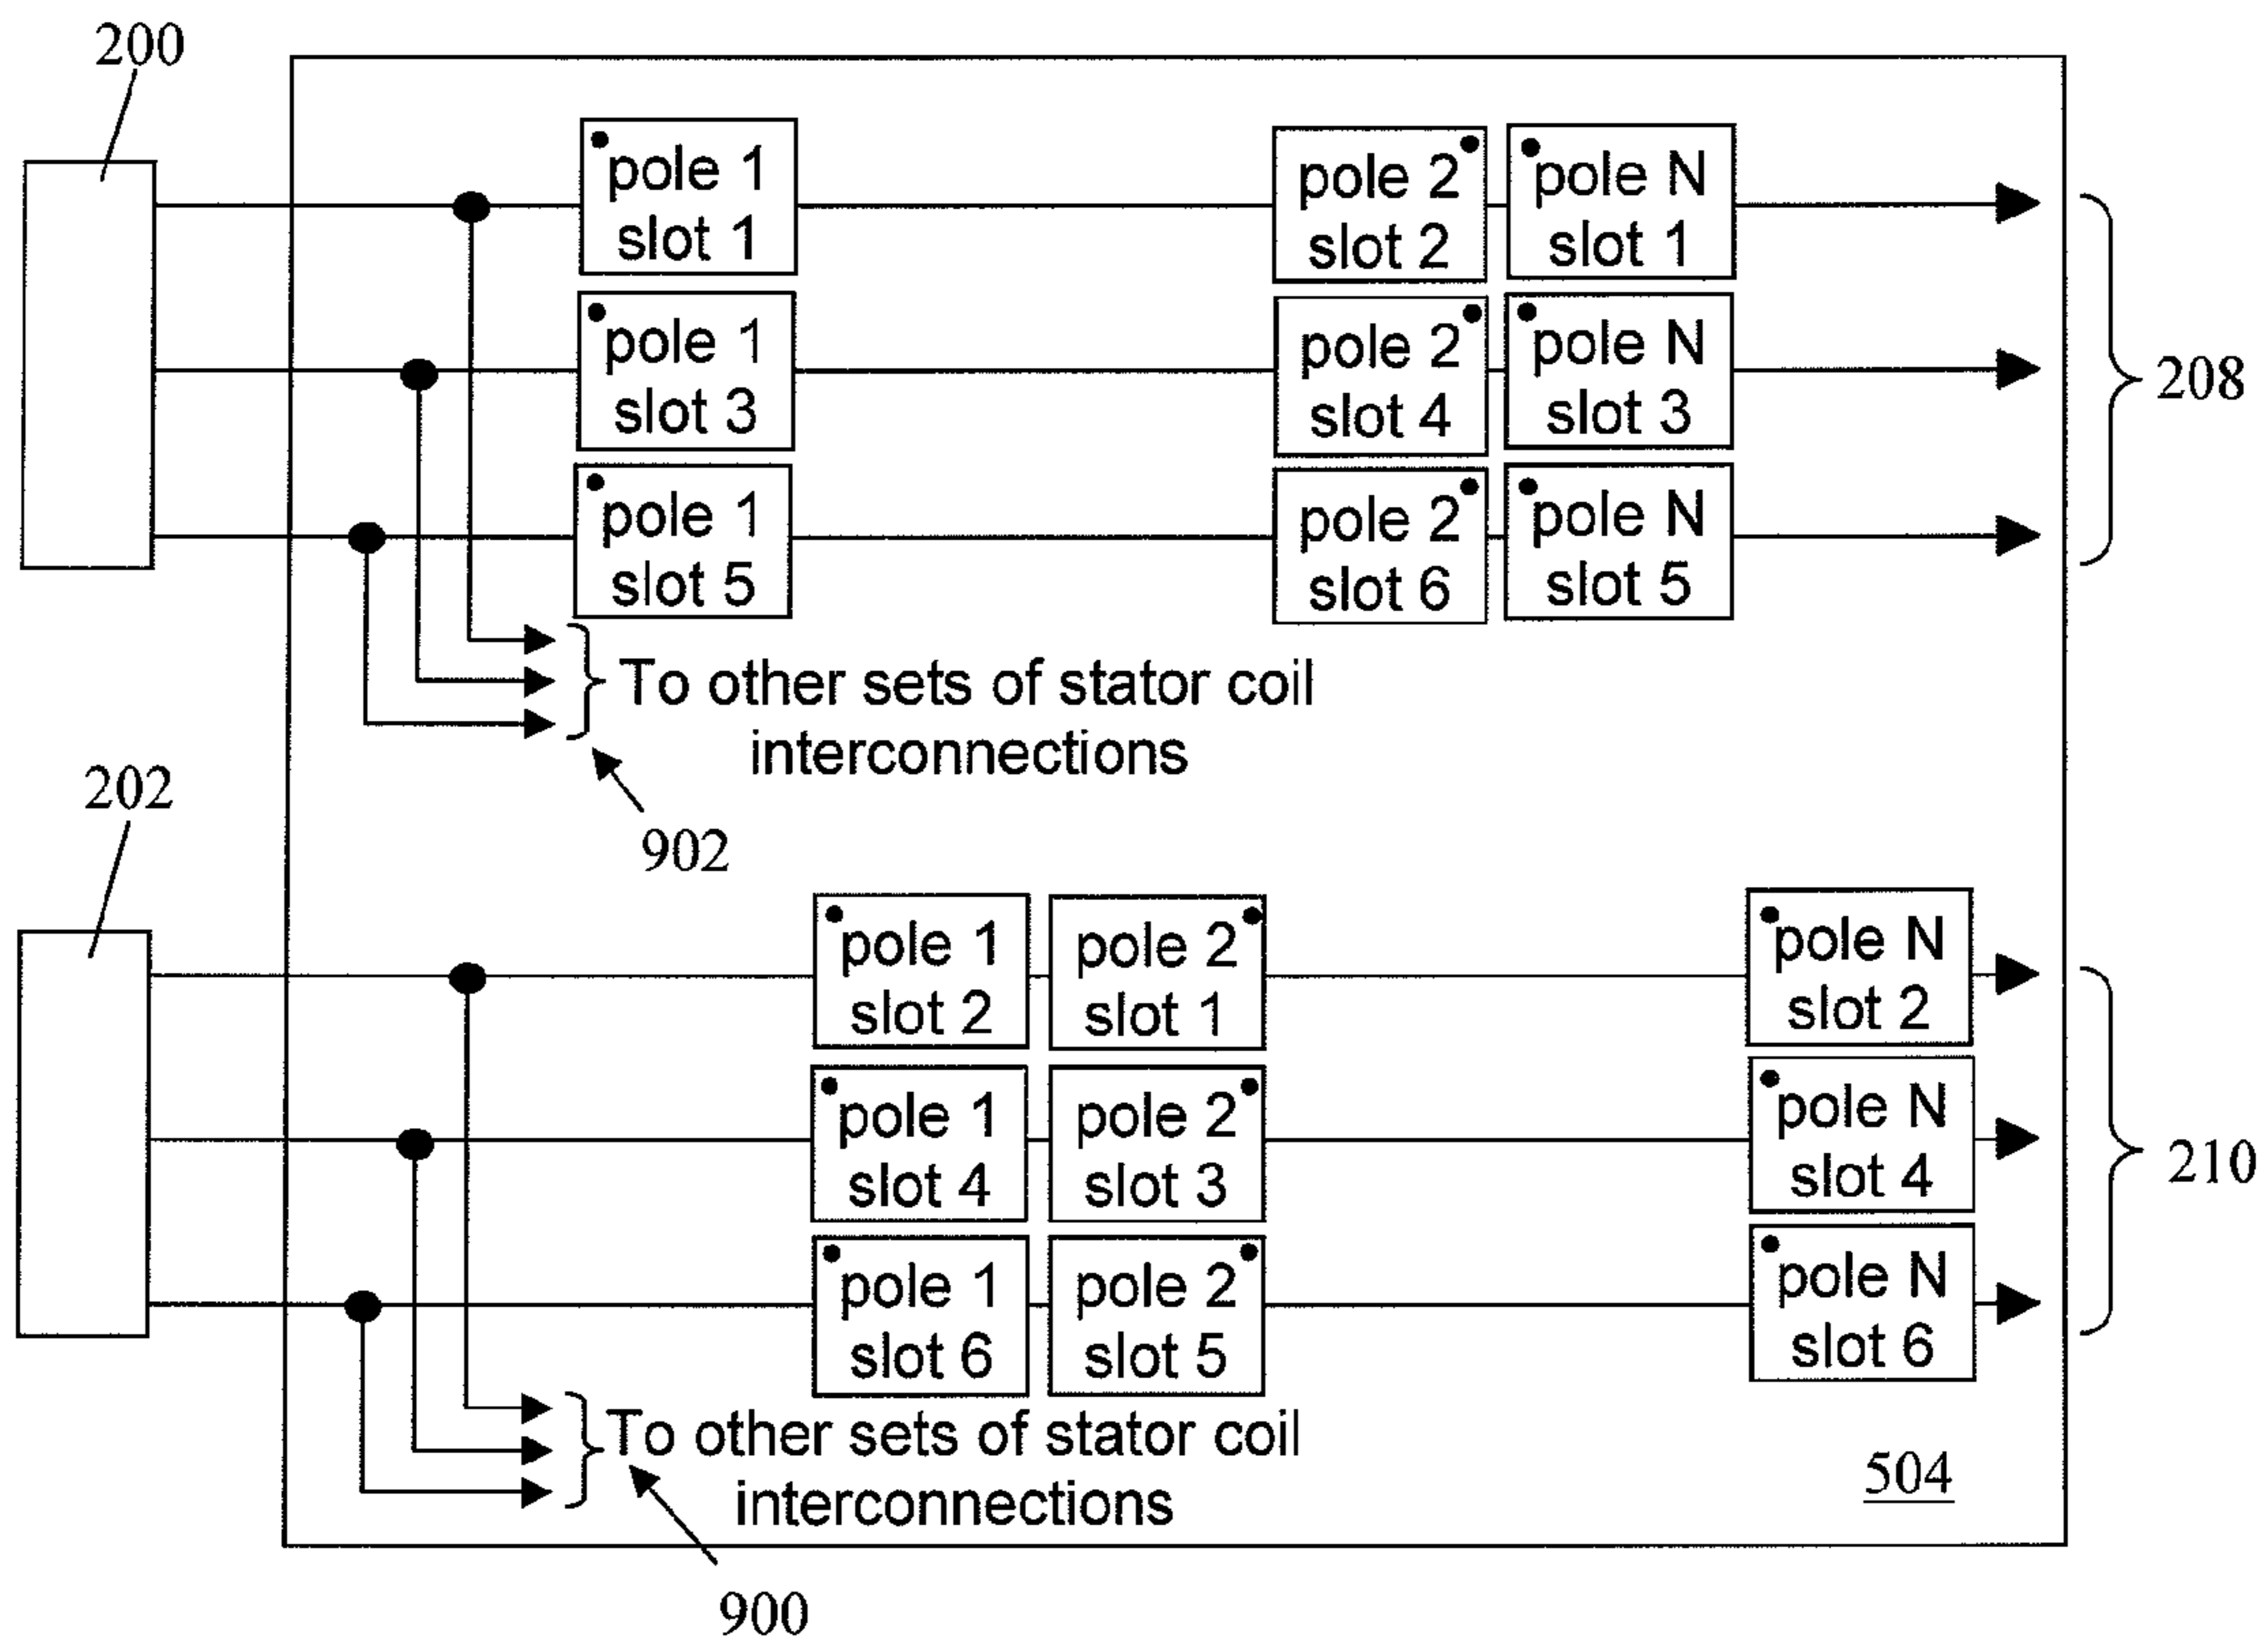 200
pole 1
slot 1
pole 2
slot 2
pole N
slot 1
pole 1
slot 3
pole 2
slot 4
pole N
slot 3
208
pole 1
slot 5
pole 2
slot 6
pole N
slot 5
To other sets of stator coil
interconnections
902
202
pole 1
slot 2
pole 2
slot 1
pole N
slot 2
pole 1
slot 4
pole 2
slot 3
pole N
slot 4
210
pole 1
slot 6
pole 2
slot 5
pole N
slot 6
To other sets of stator coil
interconnections
504
900